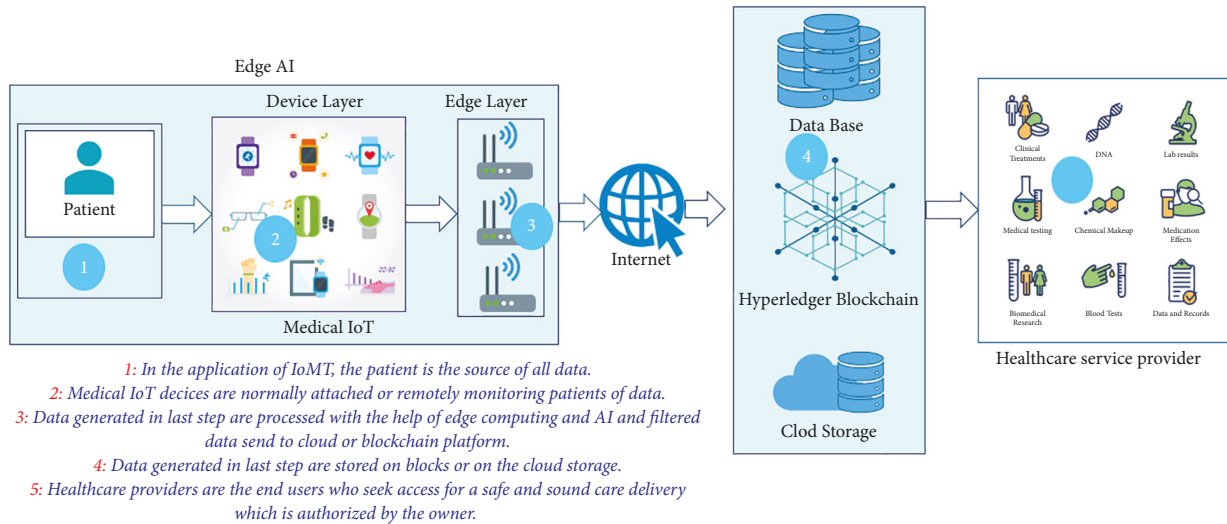 Edge AI
Device Layer
Edge Layer
Patient
1
2
00:30
Medical IoT
3
Internet
Data Base
4
Hyperledger Blockchain
Clod Storage
Clinical
Treatments
DNA
Lab results
Medical testing
Chemical Makeup
Medication
Effects
Biomedical
Research
Blood Tests
Data and Records
Healthcare service provider
1: In the application of IoMT, the patient is the source of all data.
2: Medical IoT decices are normally attached or remotely monitoring patients of data.
3: Data generated in last step are processed with the help of edge computing and AI and filtered
data send to cloud or blockchain platform.
4: Data generated in last step are stored on blocks or on the cloud storage.
5: Healthcare providers are the end users who seek access for a safe and sound care delivery
which is authorized by the owner.